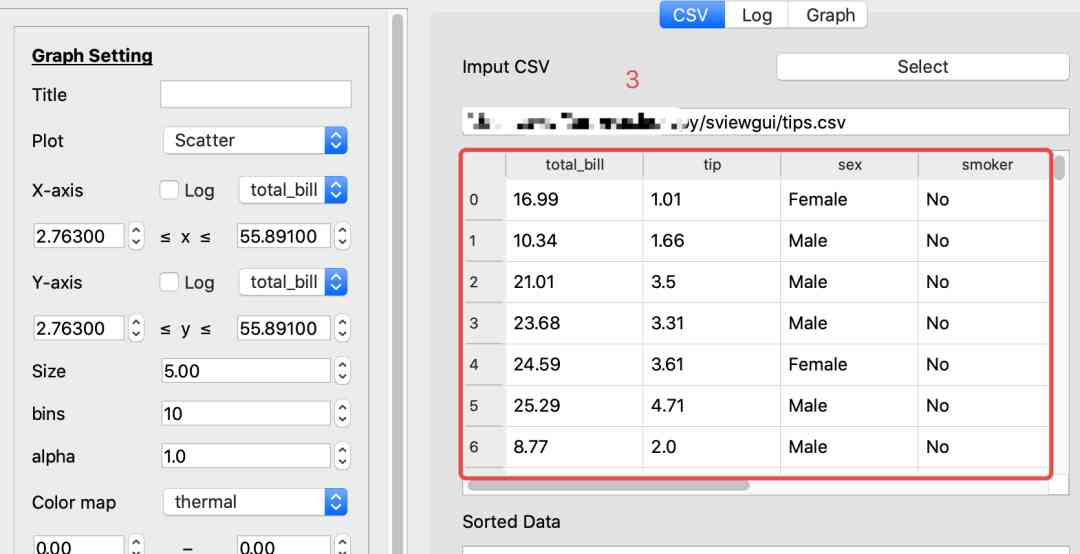 Graph Setting
Title
Plot Scatter
X-axis Log total_bill
2.76300 ≤ x ≤ 55.89100
Y-axis Log total_bill
2.76300 ≤ y ≤ 55.89100
Size 5.00
bins 10
alpha 1.0
Color map thermal
0.00 – 0.00
CSV Log Graph
Imput CSV Select
3
y/sviewgui/tips.csv
total_bill tip sex smoker
0 16.99 1.01 Female No
1 10.34 1.66 Male No
2 21.01 3.5 Male No
3 23.68 3.31 Male No
4 24.59 3.61 Female No
5 25.29 4.71 Male No
6 8.77 2.0 Male No
Sorted Data